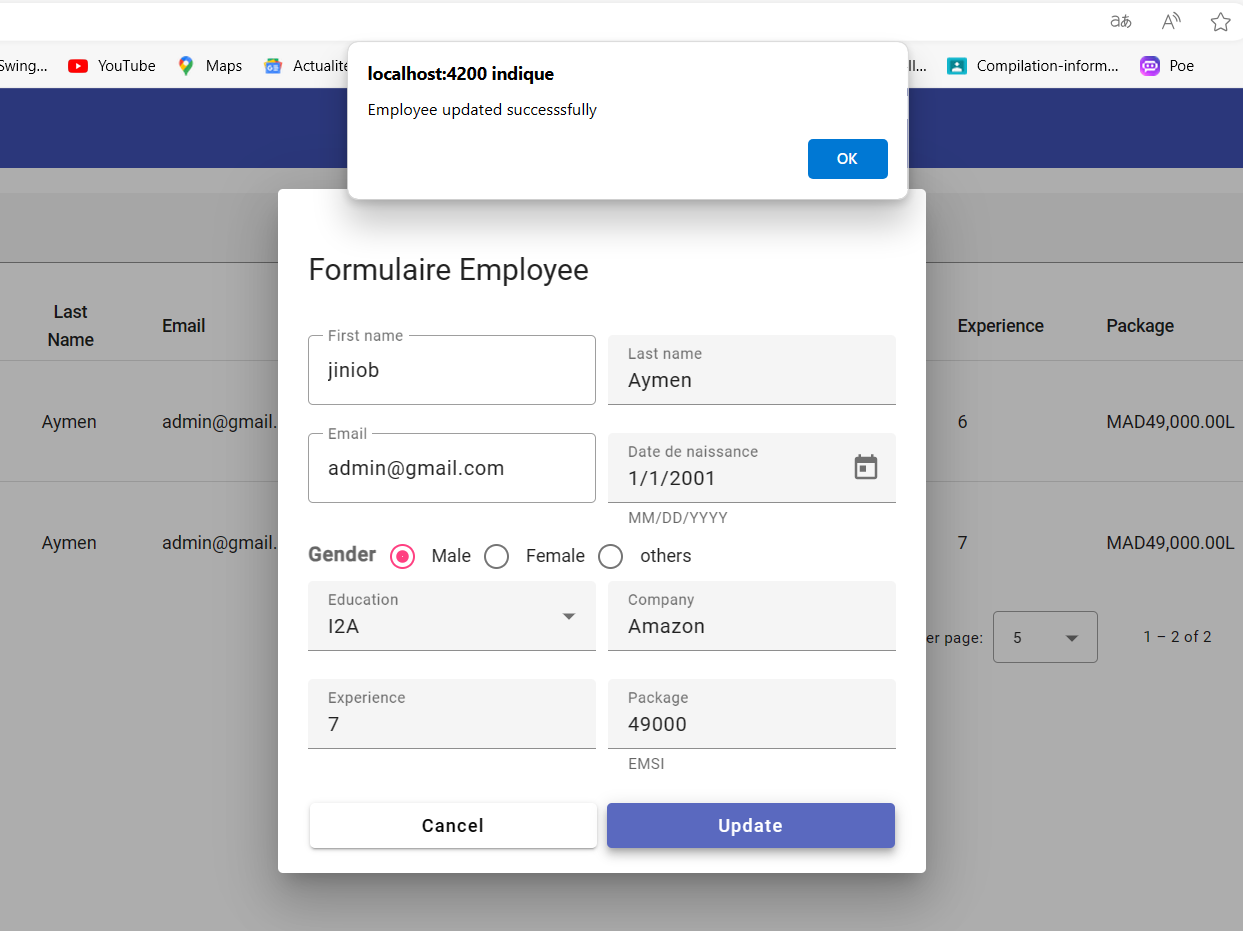 aあ A
Swing... YouTube Maps Actualité ll... Compilation-inform... Poe
localhost:4200 indique
Employee updated successsfully
OK
Formulaire Employee
Last
Name
Email
Experience Package
First name
jiniob
Last name
Aymen
Aymen admin@gmail. 6 MAD49,000.00L
Email
admin@gmail.com
Date de naissance
1/1/2001
MM/DD/YYYY
Aymen admin@gmail. 7 MAD49,000.00L
Gender Male Female others
Education
I2A
Company
Amazon
er page: 5 1 – 2 of 2
Experience
7
Package
49000
EMSI
Cancel Update